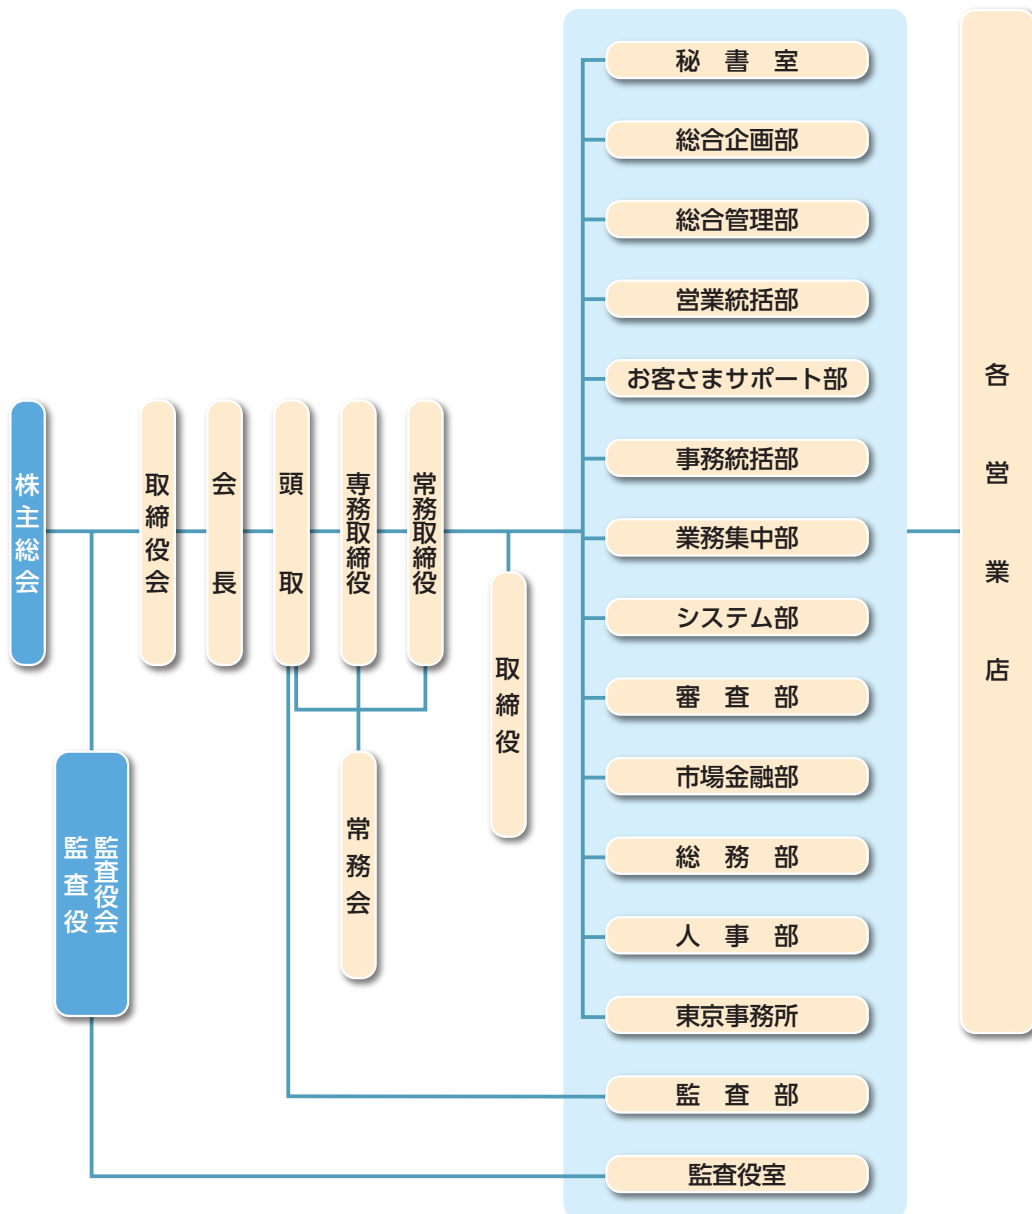 株主総会
監査役会
監査役
取締役会
会長
頭取
専務取締役
常務取締役
常務会
取締役
秘書室
総合企画部
総合管理部
営業統括部
お客さまサポート部
事務統括部
業務集中部
システム部
審査部
市場金融部
総務部
人事部
東京事務所
監査部
監査役室
各営業店